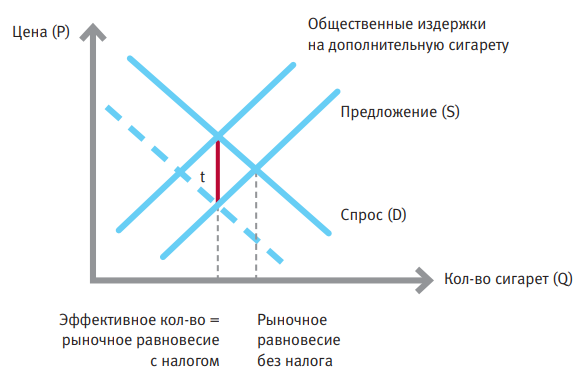 Общественные издержки
на дополнительную сигарету
Цена (P)
Предложение (S)
t
Спрос (D)
Кол-во сигарет (Q)
Эффективное кол-во =
рыночное равновесие
с налогом
Рыночное
равновесие
без налога